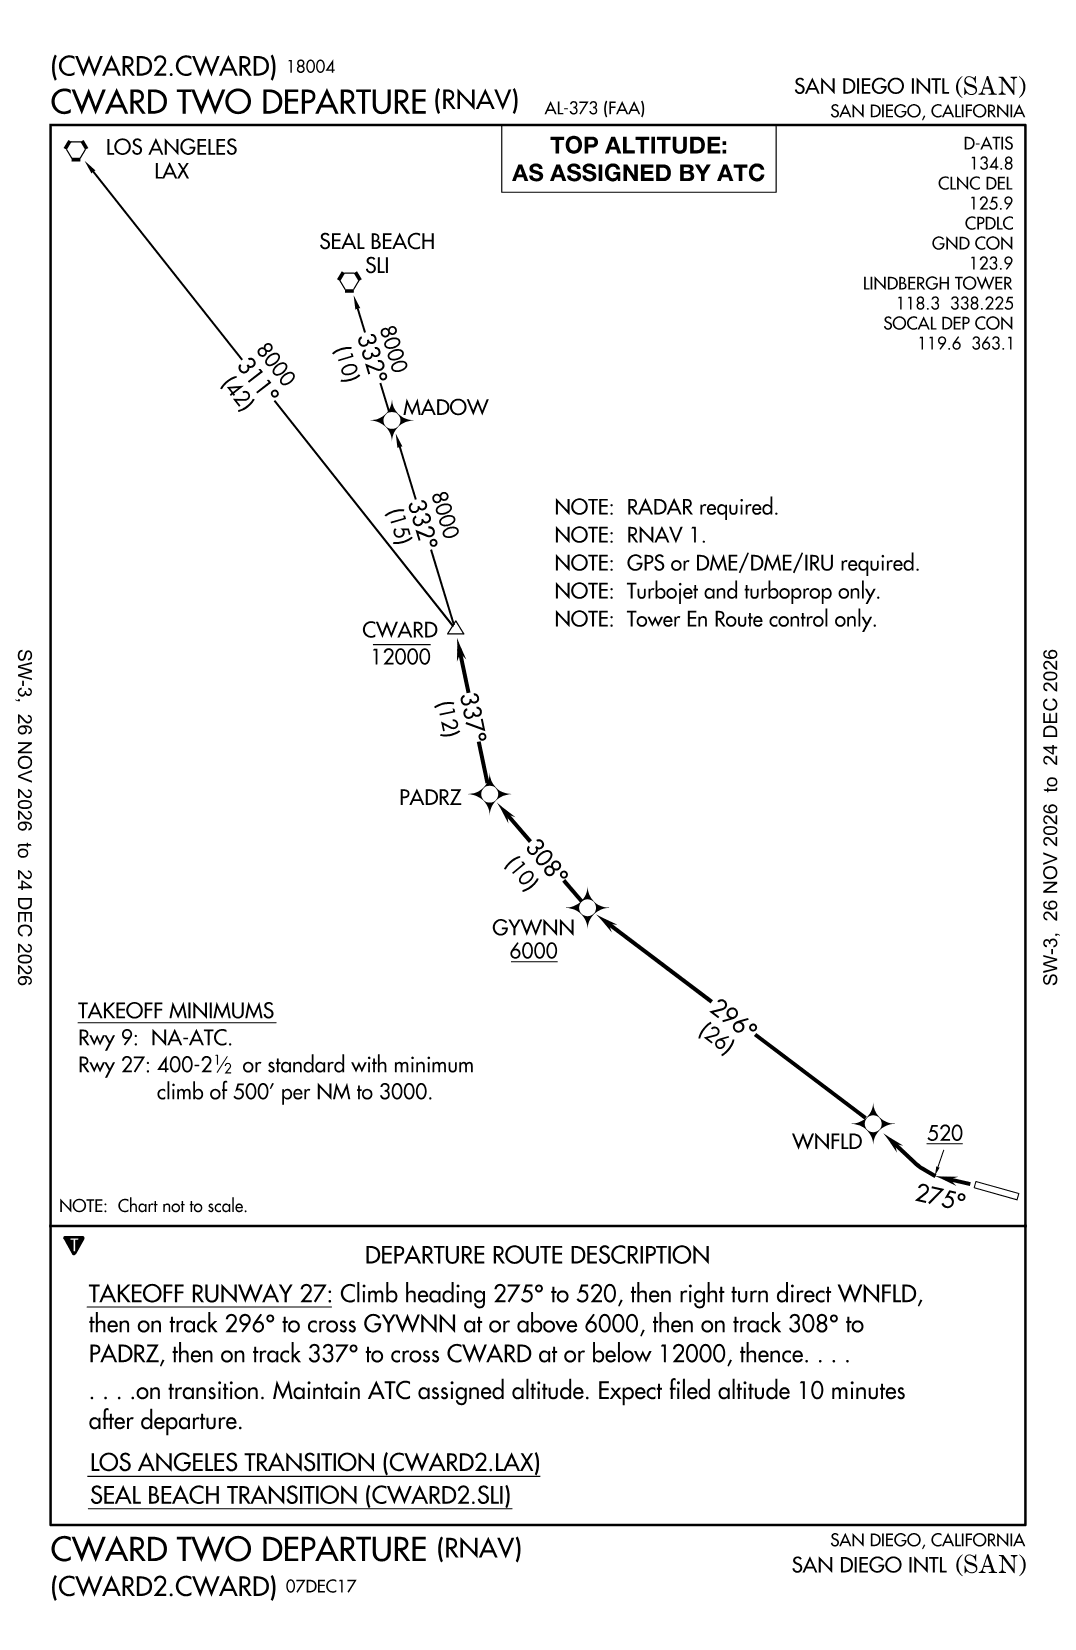 (CWARD2.CWARD) 18004
CWARD TWO DEPARTURE (RNAV)
AL-373 (FAA)
SAN DIEGO INTL (SAN)
SAN DIEGO, CALIFORNIA
LOS ANGELES
LAX
TOP ALTITUDE:
AS ASSIGNED BY ATC
D-ATIS
134.8
CLNC DEL
125.9
CPDLC
GND CON
123.9
LINDBERGH TOWER
118.3 338.225
SOCAL DEP CON
119.6 363.1
SEAL BEACH
SLI
8000
332°
(10)
8000
311°
(42)
MADOW
8000
332°
(15)
NOTE: RADAR required.
NOTE: RNAV 1.
NOTE: GPS or DME/DME/IRU required.
NOTE: Turbojet and turboprop only.
NOTE: Tower En Route control only.
CWARD
12000
337°
(12)
PADRZ
308°
(10)
GYWNN
6000
296°
(26)
WNFLD
520
275°
TAKEOFF MINIMUMS
Rwy 9: NA-ATC.
Rwy 27: 400-2½ or standard with minimum
climb of 500' per NM to 3000.
NOTE: Chart not to scale.
SW-3, 26 NOV 2026 to 24 DEC 2026
SW-3, 26 NOV 2026 to 24 DEC 2026
T
DEPARTURE ROUTE DESCRIPTION
TAKEOFF RUNWAY 27: Climb heading 275° to 520, then right turn direct WNFLD,
then on track 296° to cross GYWNN at or above 6000, then on track 308° to
PADRZ, then on track 337° to cross CWARD at or below 12000, thence. . . .
. . . .on transition. Maintain ATC assigned altitude. Expect filed altitude 10 minutes
after departure.
LOS ANGELES TRANSITION (CWARD2.LAX)
SEAL BEACH TRANSITION (CWARD2.SLI)
CWARD TWO DEPARTURE (RNAV)
(CWARD2.CWARD) 07DEC17
SAN DIEGO, CALIFORNIA
SAN DIEGO INTL (SAN)